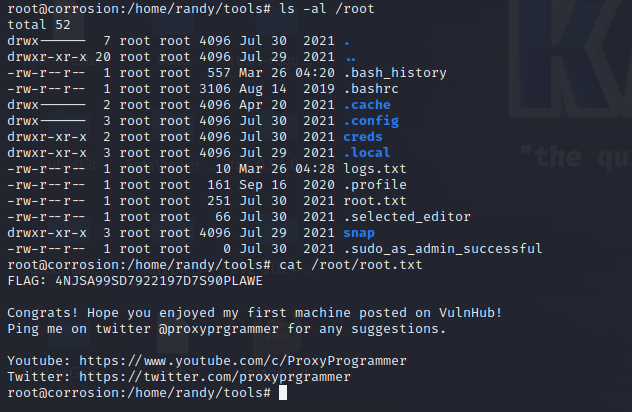 root@corrosion:/home/randy/tools# ls -al /root
total 52
drwx------  7 root root 4096 Jul 30  2021 .
drwxr-xr-x 20 root root 4096 Jul 29  2021 ..
-rw-r--r--  1 root root  557 Mar 26 04:20 .bash_history
-rw-r--r--  1 root root 3106 Aug 14  2019 .bashrc
drwx------  2 root root 4096 Apr 20  2021 .cache
drwx------  3 root root 4096 Jul 30  2021 .config
drwxr-xr-x  2 root root 4096 Jul 30  2021 creds
drwxr-xr-x  3 root root 4096 Jul 29  2021 .local
-rw-r--r--  1 root root   10 Mar 26 04:28 logs.txt
-rw-r--r--  1 root root  161 Sep 16  2020 .profile
-rw-r--r--  1 root root  251 Jul 30  2021 root.txt
-rw-r--r--  1 root root   66 Jul 30  2021 .selected_editor
drwxr-xr-x  3 root root 4096 Jul 29  2021 snap
-rw-r--r--  1 root root    0 Jul 30  2021 .sudo_as_admin_successful
root@corrosion:/home/randy/tools# cat /root/root.txt
FLAG: 4NJSA99SD7922197D7S90PLAWE
Congrats! Hope you enjoyed my first machine posted on VulnHub!
Ping me on twitter @proxyprgrammer for any suggestions.
Youtube: https://www.youtube.com/c/ProxyProgrammer
Twitter: https://twitter.com/proxyprgrammer
root@corrosion:/home/randy/tools#
"the qu